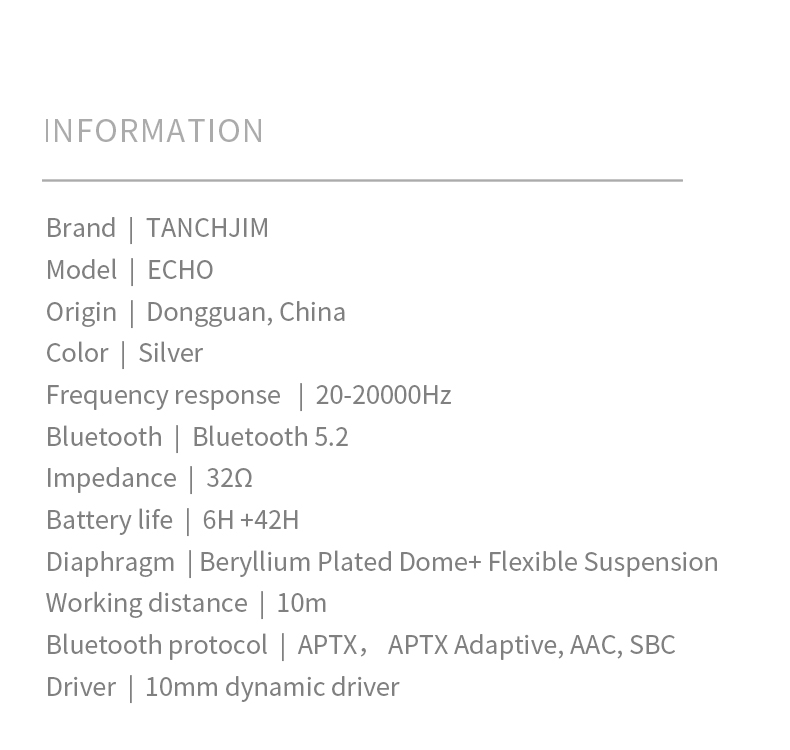 INFORMATION
Brand | TANCHJIM
Model | ECHO
Origin | Dongguan, China
Color | Silver
Frequency response | 20-20000Hz
Bluetooth | Bluetooth 5.2
Impedance | 32Ω
Battery life | 6H +42H
Diaphragm | Beryllium Plated Dome+ Flexible Suspension
Working distance | 10m
Bluetooth protocol | APTX， APTX Adaptive, AAC, SBC
Driver | 10mm dynamic driver